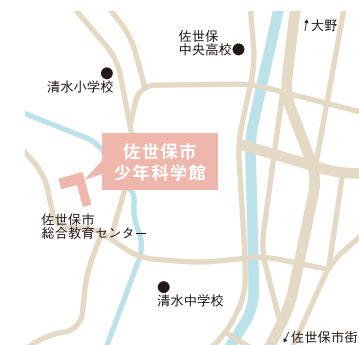 ↑大野
佐世保
中央高校
清水小学校
佐世保市
少年科学館
佐世保市
総合教育センター
清水中学校
↓佐世保市街